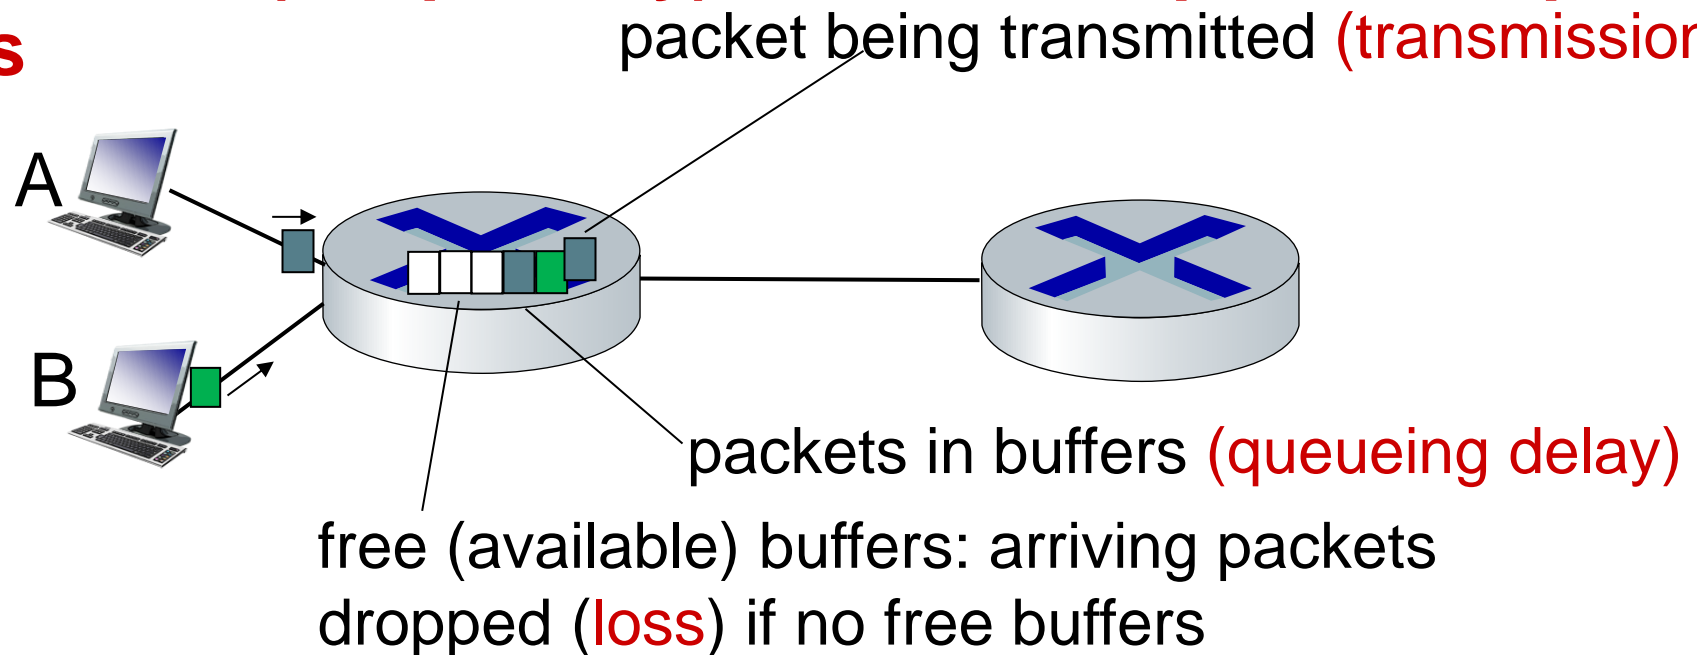 s
packet being transmitted (transmission
A
B
packets in buffers (queueing delay)
free (available) buffers: arriving packets
dropped (loss) if no free buffers